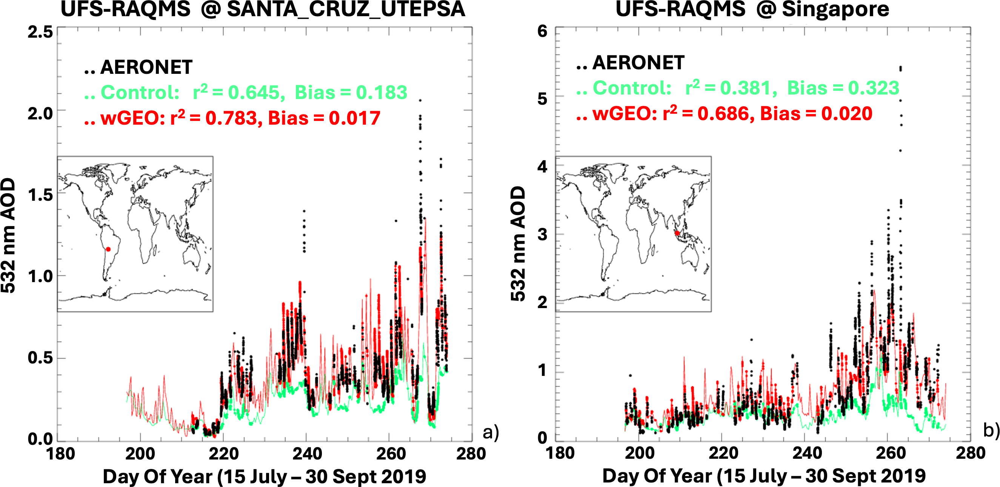 UFS-RAQMS @ SANTA_CRUZ_UTEPSA
2.5
2.0
1.5
1.0
0.5
0.0
532 nm AOD
.. AERONET
.. Control: r² = 0.645, Bias = 0.183
.. wGEO: r² = 0.783, Bias = 0.017
a)
180 200 220 240 260 280
Day Of Year (15 July – 30 Sept 2019
UFS-RAQMS @ Singapore
6
5
4
3
2
1
0
532 nm AOD
.. AERONET
.. Control: r² = 0.381, Bias = 0.323
.. wGEO: r² = 0.686, Bias = 0.020
b)
180 200 220 240 260 280
Day Of Year (15 July – 30 Sept 2019